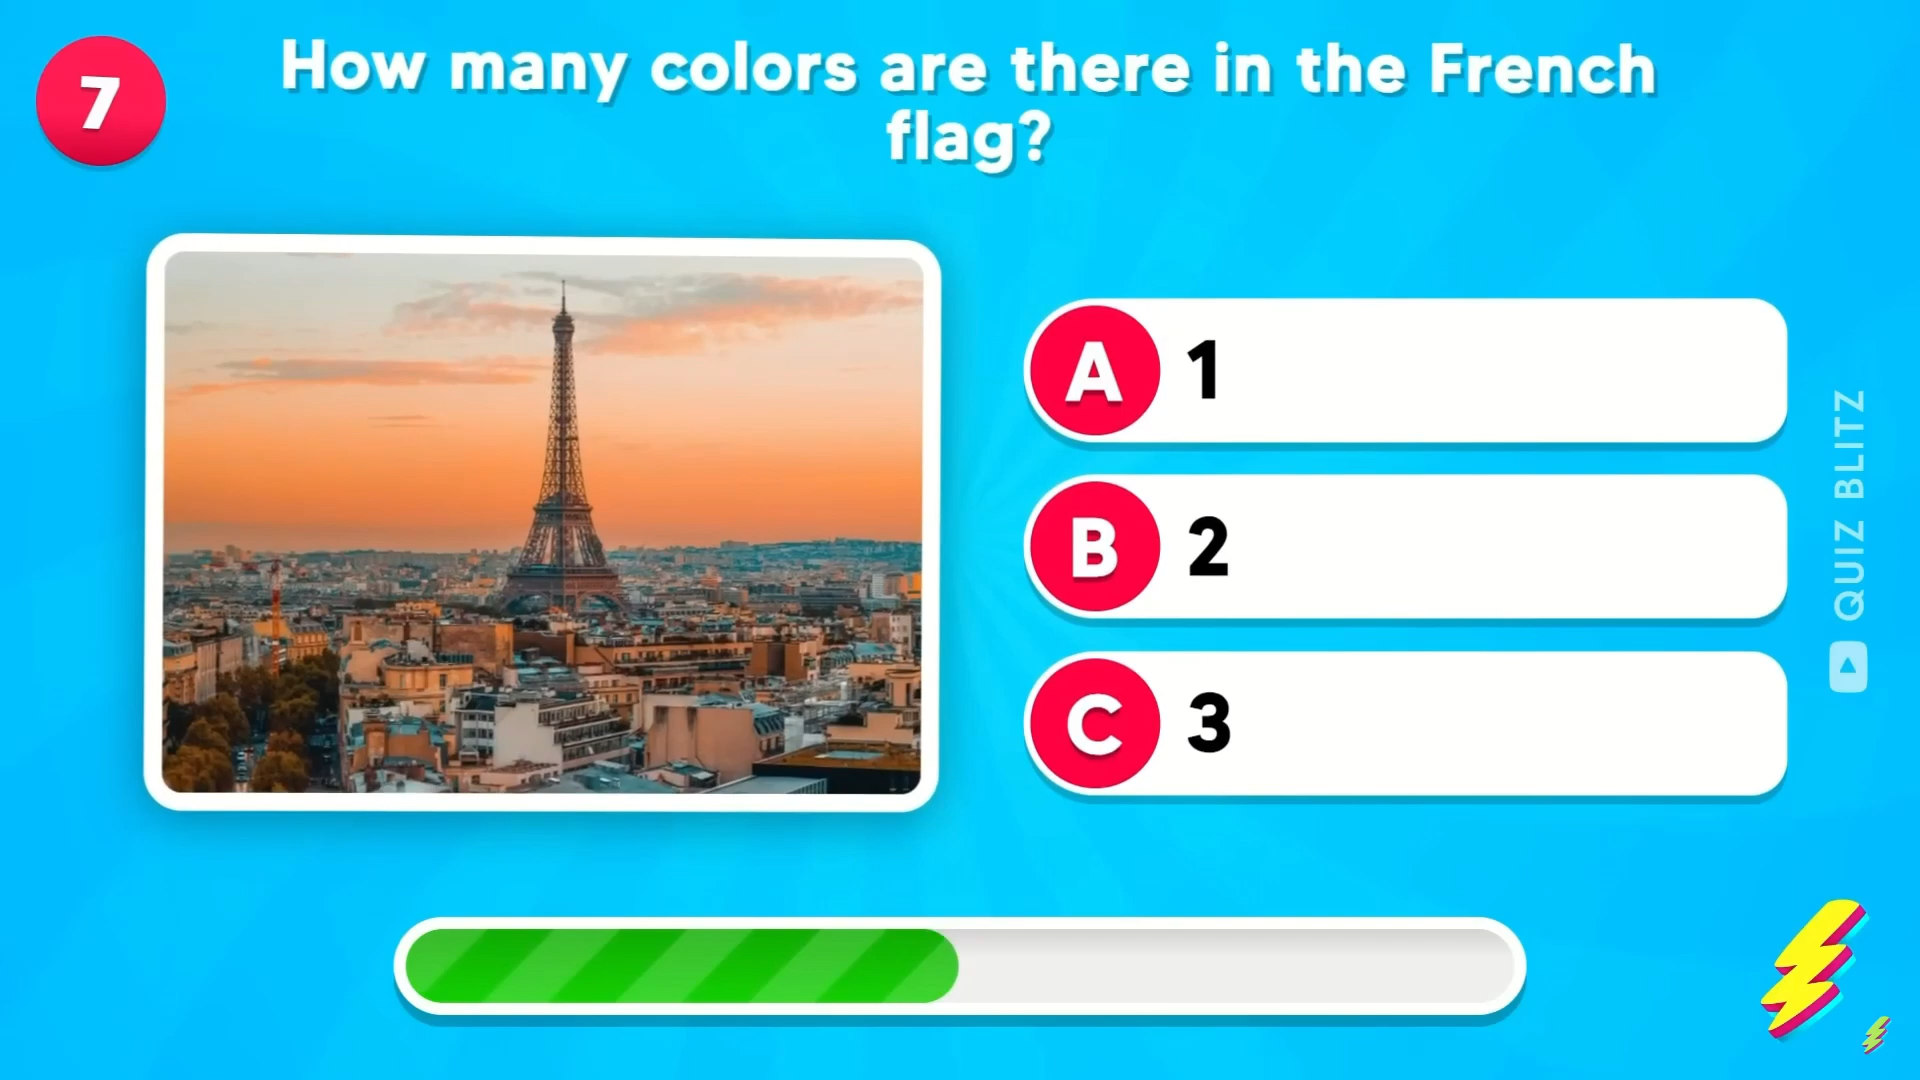 7
How many colors are there in the French
flag?
A 1
B 2
C 3
QUIZ BLITZ